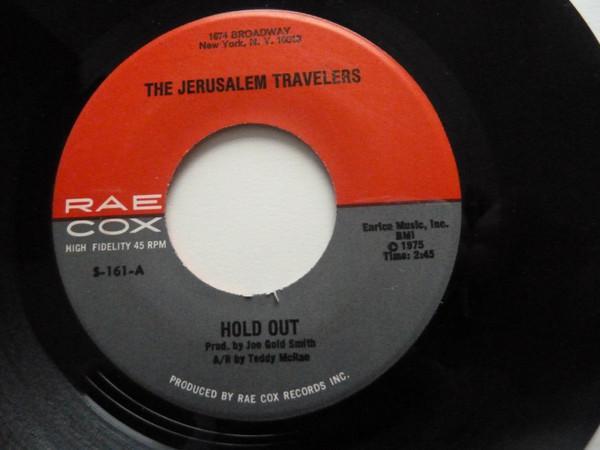 1674 BROADWAY
New York, N. Y. 10023
THE JERUSALEM TRAVELERS
RAE
COX
HIGH FIDELITY 45 RPM
S-161-A
Enrica Music, Inc.
BMI
© 1975
Time: 2:45
HOLD OUT
Prod. by Joe Gold Smith
A/R by Teddy McRae
PRODUCED BY RAE COX RECORDS INC.